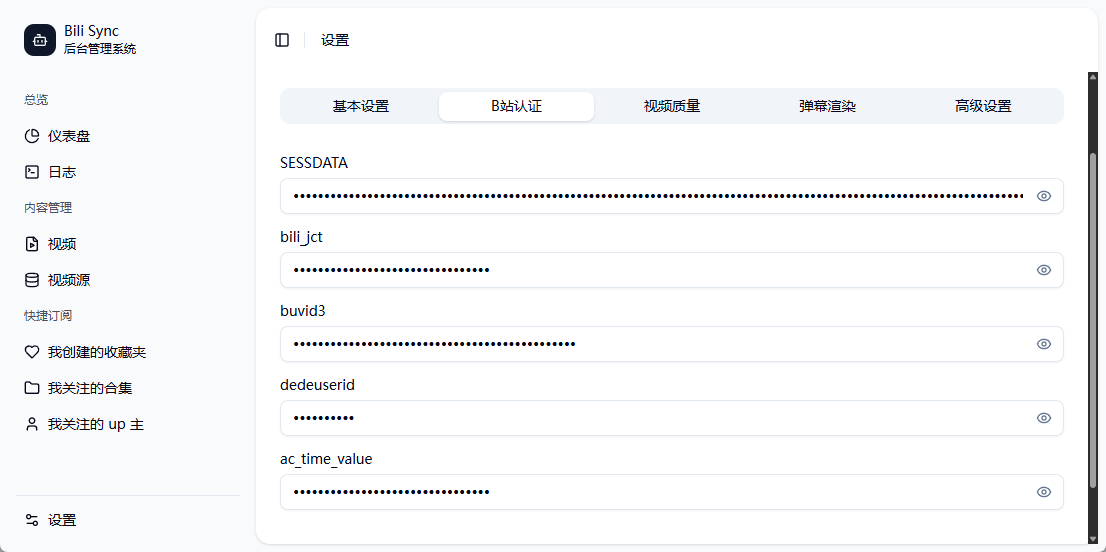 Bili Sync
后台管理系统
总览
仪表盘
日志
内容管理
视频
视频源
快捷订阅
我创建的收藏夹
我关注的合集
我关注的 up 主
设置
设置
基本设置
B站认证
视频质量
弹幕渲染
高级设置
SESSDATA
bili_jct
buvid3
dedeuserid
ac_time_value